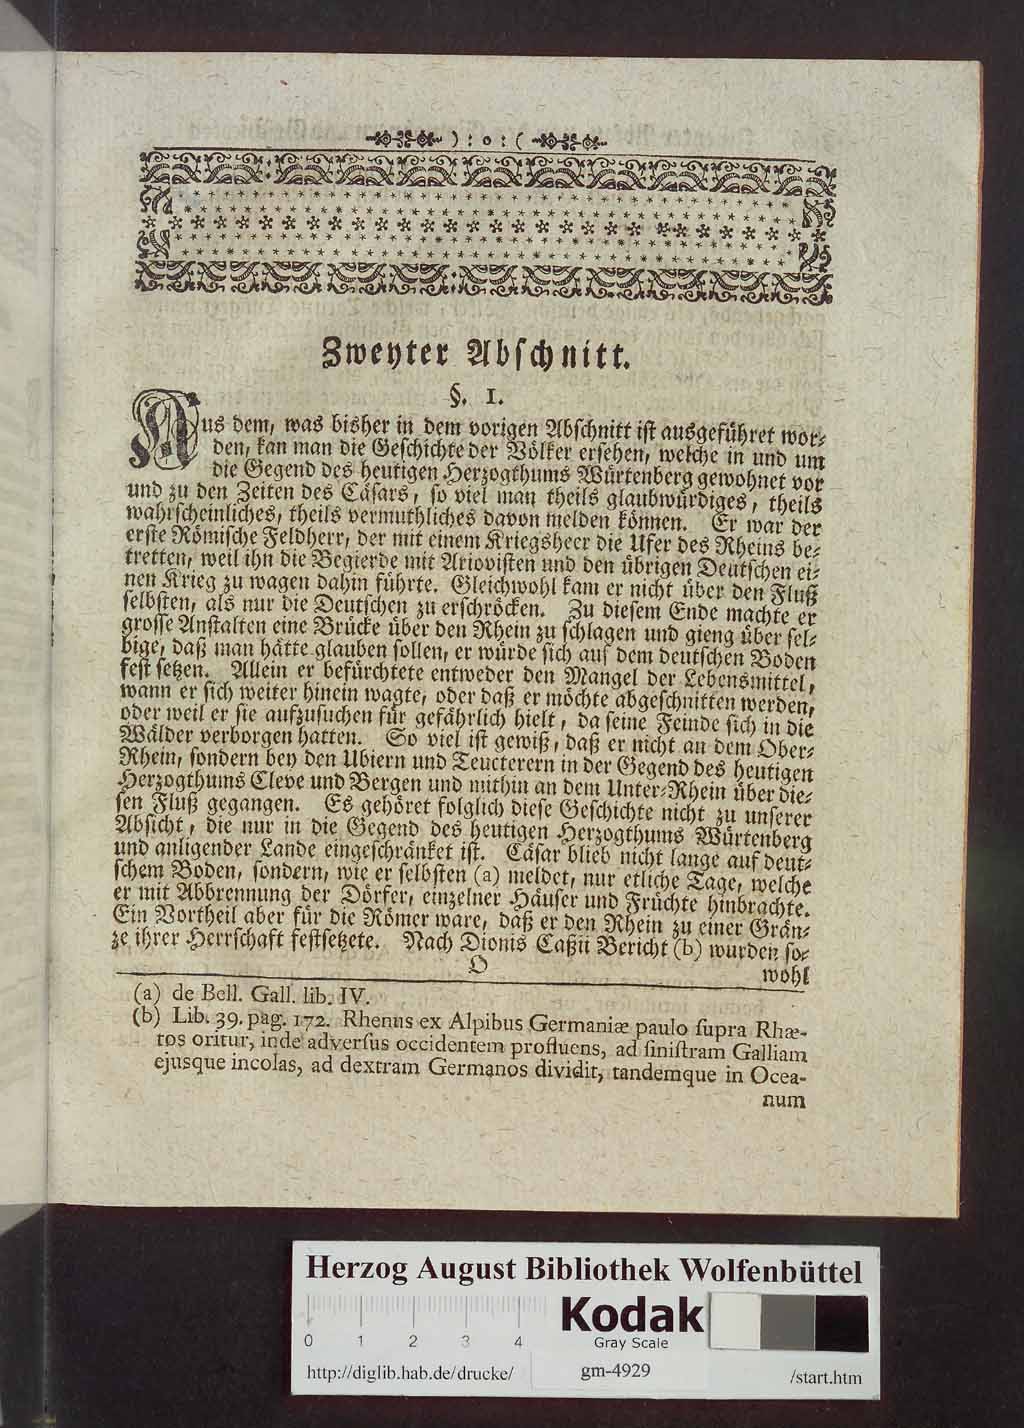 ) : o : (
Zweyter Abschnitt.
§. 1.
Aus dem, was bisher in dem vorigen Abschnitt ist ausgeführet wor-
den, kan man die Geschichte der Völker ersehen, welche in und um
die Gegend des heutigen Herzogthums Würtenberg gewohnet vor
und zu den Zeiten des Cäsars, so viel man theils glaubwürdiges, theils
wahrscheinliches, theils vermuthliches davon melden können. Er war der
erste Römische Feldherr, der mit einem Kriegsheer die Ufer des Rheins be-
tretten, weil ihn die Begierde mit Ariovisten und den übrigen Deutschen ei-
nen Krieg zu wagen dahin führte. Gleichwohl kam er nicht über den Fluß
selbsten, als nur die Deutschen zu erschröcken. Zu diesem Ende machte er
grosse Anstalten eine Brücke über den Rhein zu schlagen und gieng über sel-
bige, daß man hätte glauben sollen, er würde sich auf dem deutschen Boden
fest setzen. Allein er befürchtete entweder den Mangel der Lebensmittel,
wann er sich weiter hinein wagte, oder daß er möchte abgeschnitten werden,
oder weil er sie aufzusuchen für gefährlich hielt, da seine Feinde sich in die
Wälder verborgen hatten. So viel ist gewiß, daß er nicht an dem Ober-
Rhein, sondern bey den Ubiern und Teucterern in der Gegend des heutigen
Herzogthums Cleve und Bergen und mithin an dem Unter-Rhein über die-
sen Fluß gegangen. Es gehöret folglich diese Geschichte nicht zu unserer
Absicht, die nur in die Gegend des heutigen Herzogthums Würtenberg
und anligender Lande eingeschränket ist. Cäsar blieb nicht lange auf deut-
schem Boden, sondern, wie er selbsten (a) meldet, nur etliche Tage, welche
er mit Abbrennung der Dörfer, einzelner Häuser und Früchte hinbrachte.
Ein Vortheil aber für die Römer ware, daß er den Rhein zu einer Grän-
ze ihrer Herrschaft festsetzete. Nach Dionis Caßii Bericht (b) wurden so-
O wohl
(a) de Bell. Gall. lib. IV.
(b) Lib. 39. pag. 172. Rhenus ex Alpibus Germaniæ paulo supra Rhæ-
tos oritur, inde adversus occidentem profluens, ad sinistram Galliam
ejusque incolas, ad dextram Germanos dividit, tandemque in Ocea-
num
Herzog August Bibliothek Wolfenbüttel
0 1 2 3 4
Kodak
Gray Scale
http://diglib.hab.de/drucke/ gm-4929 /start.htm